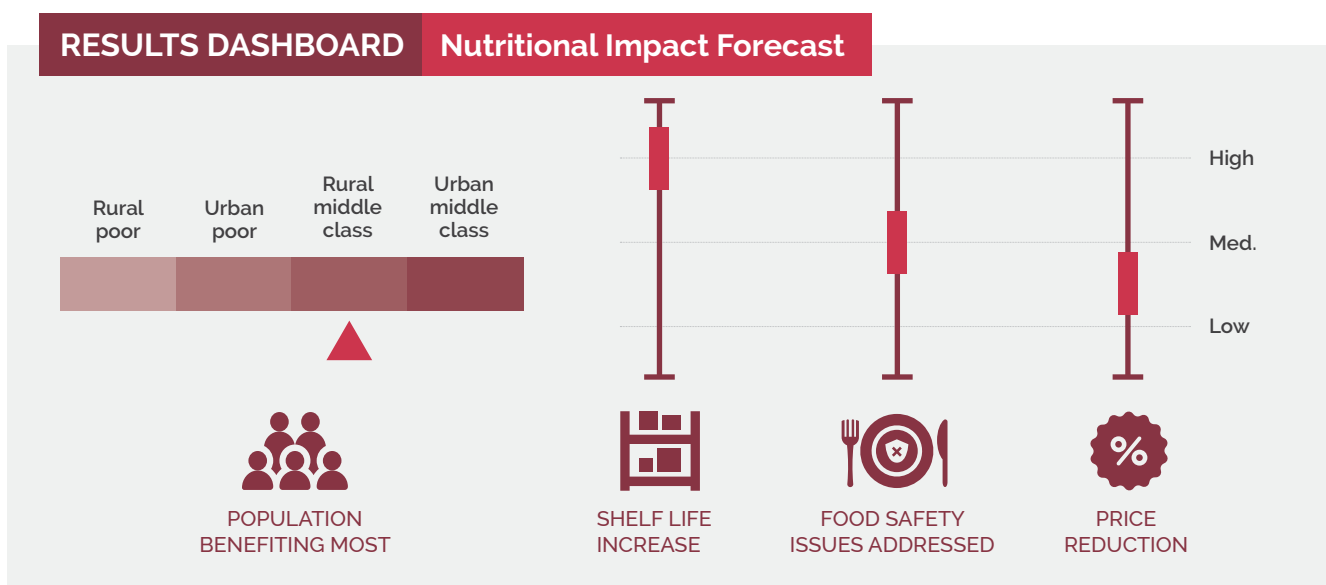 RESULTS DASHBOARD
Nutritional Impact Forecast
Rural
poor
Urban
poor
Rural
middle
class
Urban
middle
class
High
Med.
Low
POPULATION
BENEFITING MOST
SHELF LIFE
INCREASE
FOOD SAFETY
ISSUES ADDRESSED
%
PRICE
REDUCTION